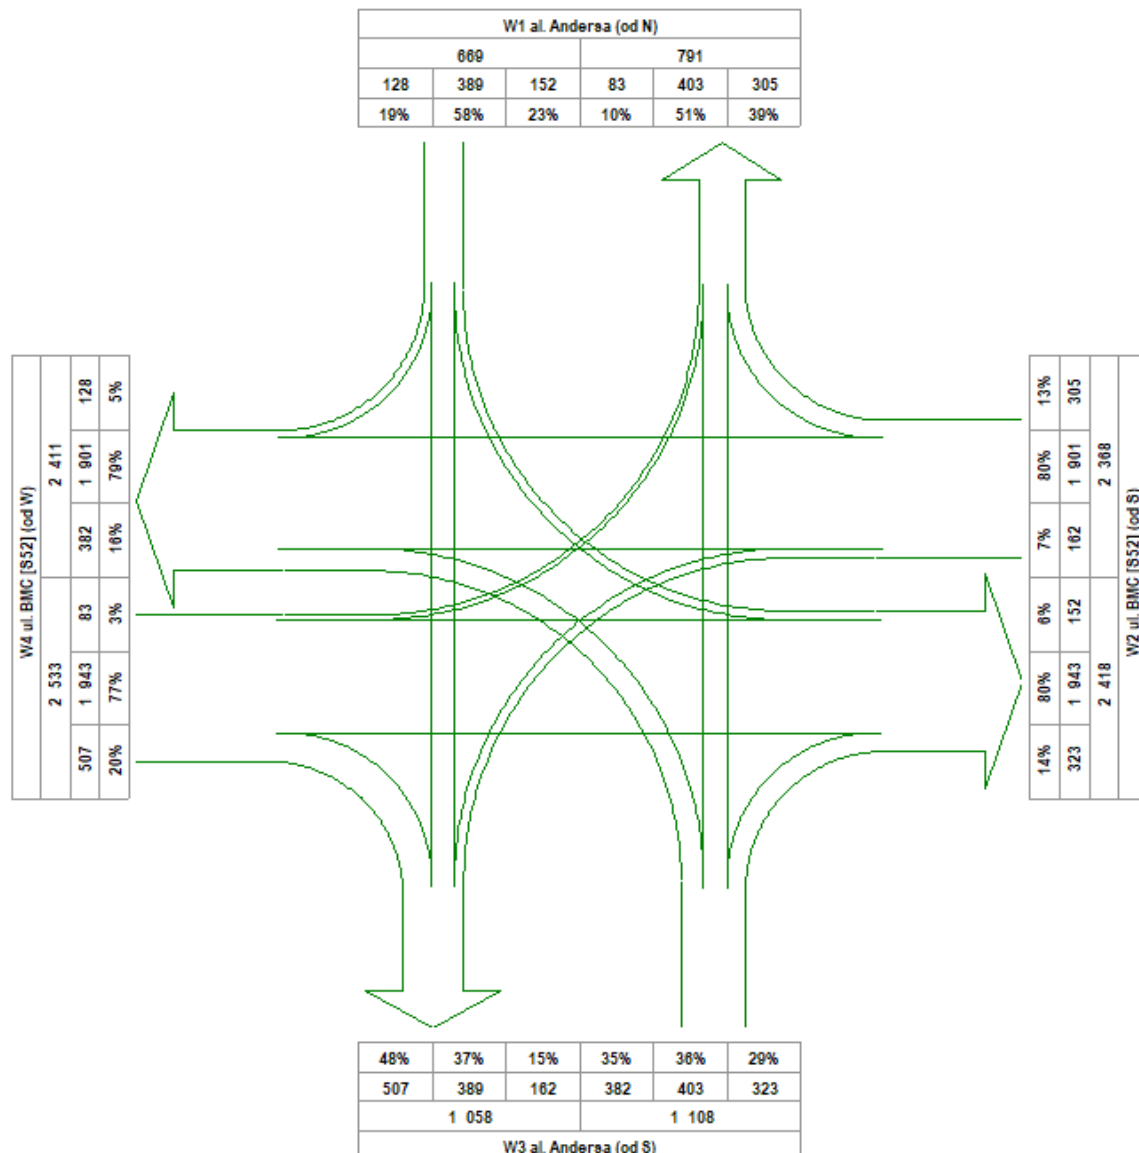 W1 al. Andersa (od N)
669 791
128 389 152 83 403 305
19% 58% 23% 10% 51% 39%
W4 ul. BMC [S52] (od W)
2 533 2 411
507 1 943 83 382 1 901 128
20% 77% 3% 16% 79% 5%
13% 80% 7% 6% 80% 14%
305 1 901 162 152 1 943 323
2 368 2 418
W2 ul. BMC [S52] (od S)
48% 37% 15% 35% 36% 29%
507 389 162 382 403 323
1 058 1 108
W3 al. Andersa (od S)